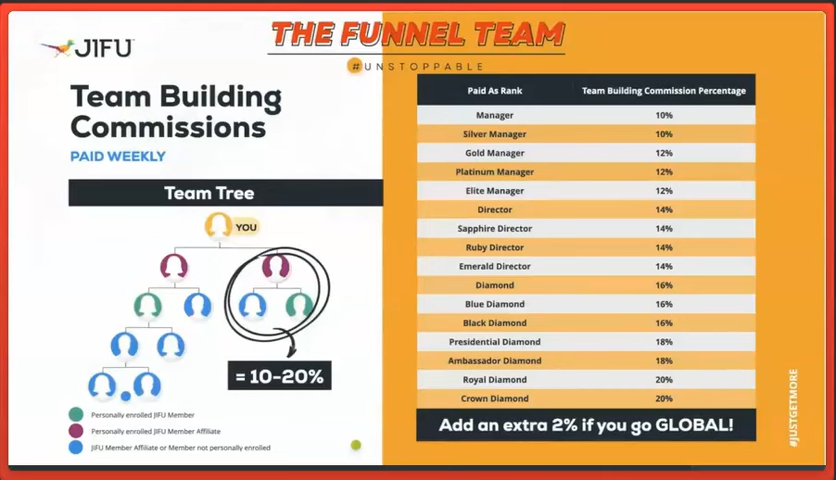 JIFU
THE FUNNEL TEAM
#UNSTOPPABLE
Team Building
Commissions
PAID WEEKLY
Team Tree
YOU
= 10-20%
Personally enrolled JIFU Member
Personally enrolled JIFU Member Affiliate
JIFU Member Affiliate or Member not personally enrolled
Paid As Rank Team Building Commission Percentage
Manager 10%
Silver Manager 10%
Gold Manager 12%
Platinum Manager 12%
Elite Manager 12%
Director 14%
Sapphire Director 14%
Ruby Director 14%
Emerald Director 14%
Diamond 16%
Blue Diamond 16%
Black Diamond 16%
Presidential Diamond 18%
Ambassador Diamond 18%
Royal Diamond 20%
Crown Diamond 20%
Add an extra 2% if you go GLOBAL!
#JUSTGETMORE